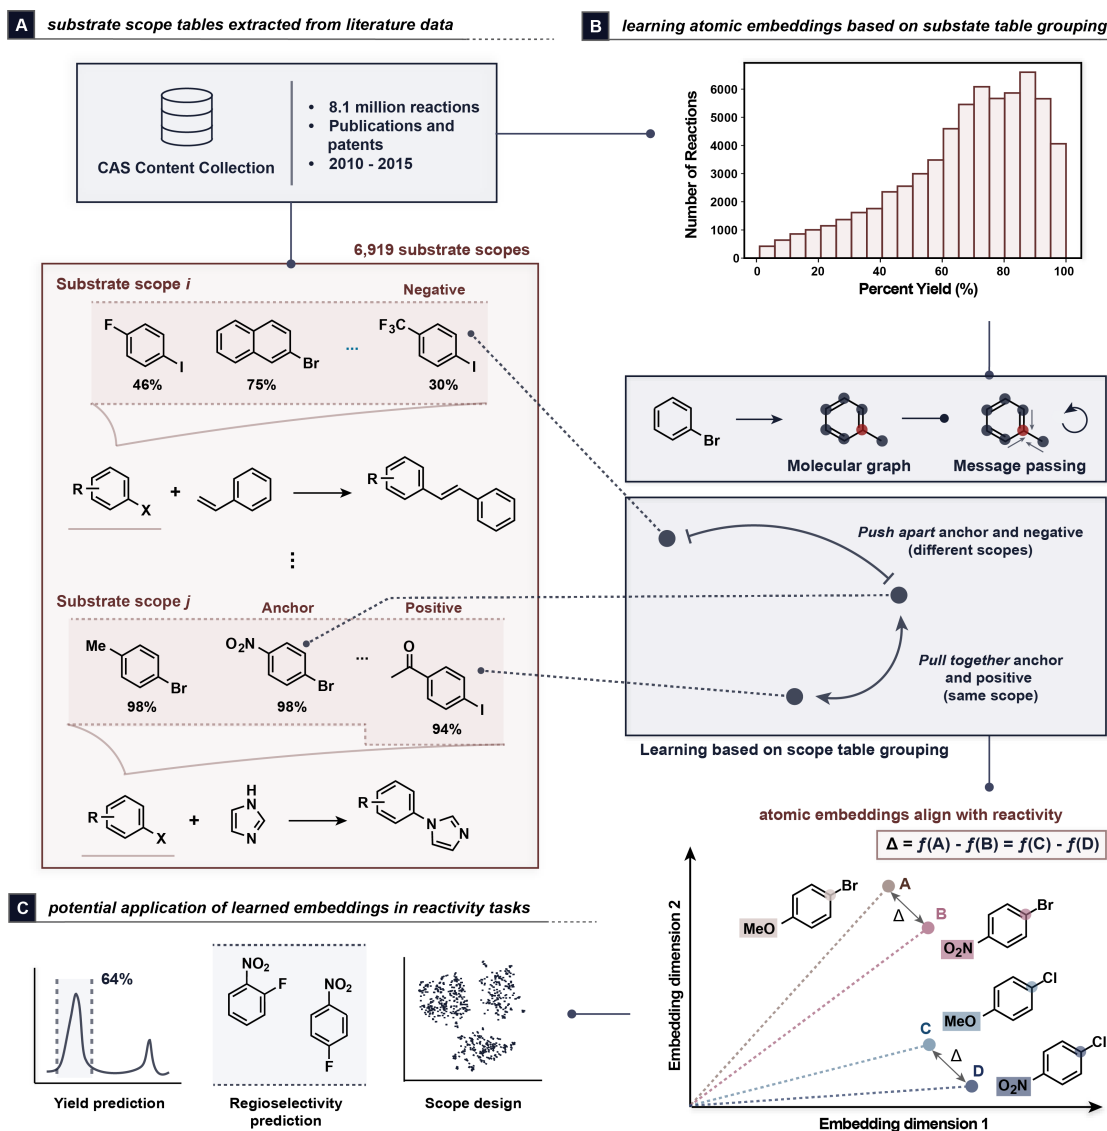 A substrate scope tables extracted from literature data
CAS Content Collection
• 8.1 million reactions
• Publications and
patents
• 2010 - 2015
6,919 substrate scopes
Substrate scope i
Negative
F
I
46%
Br
75%
...
F3C
I
30%
R
X
+
R
⋮
Substrate scope j
Anchor
Positive
Me
Br
98%
O2N
Br
98%
...
O
I
94%
R
X
+
H
N
N
R
N
N
B learning atomic embeddings based on substate table grouping
Number of Reactions
6000
5000
4000
3000
2000
1000
0
0 20 40 60 80 100
Percent Yield (%)
Br
Molecular graph
Message passing
Push apart anchor and negative
(different scopes)
Pull together anchor
and positive
(same scope)
Learning based on scope table grouping
atomic embeddings align with reactivity
Δ = f(A) - f(B) = f(C) - f(D)
Embedding dimension 2
Br
MeO
A
Δ
B
Br
O2N
Cl
MeO
C
Δ
D
Cl
O2N
Embedding dimension 1
C potential application of learned embeddings in reactivity tasks
64%
Yield prediction
NO2
F
NO2
F
Regioselectivity
prediction
Scope design